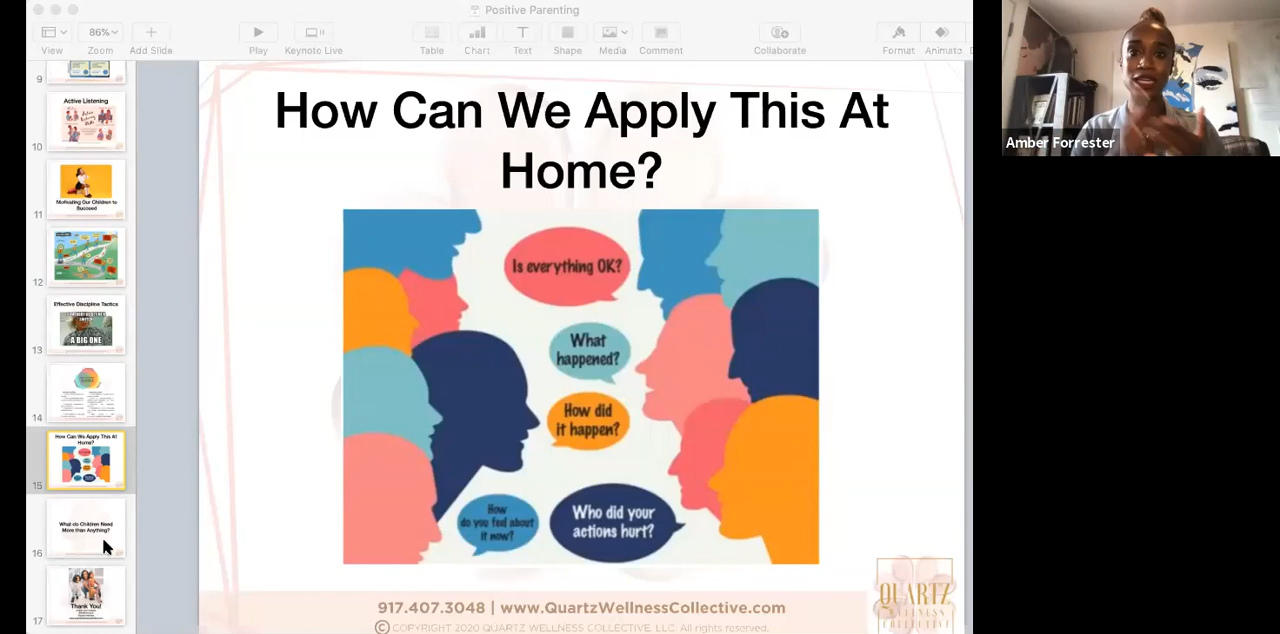 Positive Parenting
86%
View
Zoom
Add Slide
Play
Keynote Live
Table
Chart
Text
Shape
Media
Comment
Collaborate
Format
Animate
9
Active Listening
10
Motivating Our Children to
Succeed
11
12
Effective Discipline Tactics
A BIG ONE
13
14
How Can We Apply This At
Home?
15
What do Children Need
More than Anything?
16
Thank You!
17
How Can We Apply This At
Home?
Is everything OK?
What
happened?
How did
it happen?
How
do you feel about
it now?
Who did your
actions hurt?
917.407.3048 | www.QuartzWellnessCollective.com
© COPYRIGHT 2020 QUARTZ WELLNESS COLLECTIVE, LLC. All rights reserved.
QUARTZ
WELLNESS
COLLECTIVE
Amber Forrester